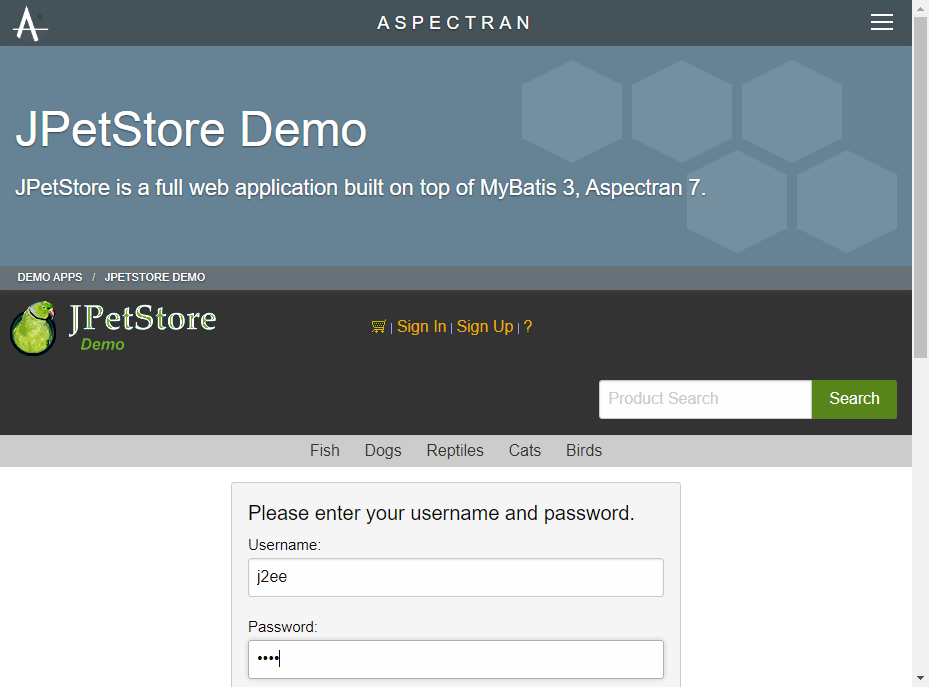 ASPECTRAN
JPetStore Demo
JPetStore is a full web application built on top of MyBatis 3, Aspectran 7.
DEMO APPS / JPETSTORE DEMO
JPetStore
Demo
| Sign In | Sign Up | ?
Product Search
Search
Fish Dogs Reptiles Cats Birds
Please enter your username and password.
Username:
j2ee
Password:
••••